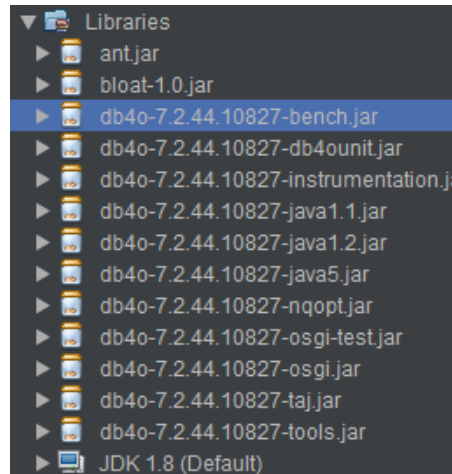 Libraries
ant.jar
bloat-1.0.jar
db4o-7.2.44.10827-bench.jar
db4o-7.2.44.10827-db4ounit.jar
db4o-7.2.44.10827-instrumentation.j
db4o-7.2.44.10827-java1.1.jar
db4o-7.2.44.10827-java1.2.jar
db4o-7.2.44.10827-java5.jar
db4o-7.2.44.10827-nqopt.jar
db4o-7.2.44.10827-osgi-test.jar
db4o-7.2.44.10827-osgi.jar
db4o-7.2.44.10827-taj.jar
db4o-7.2.44.10827-tools.jar
JDK 1.8 (Default)